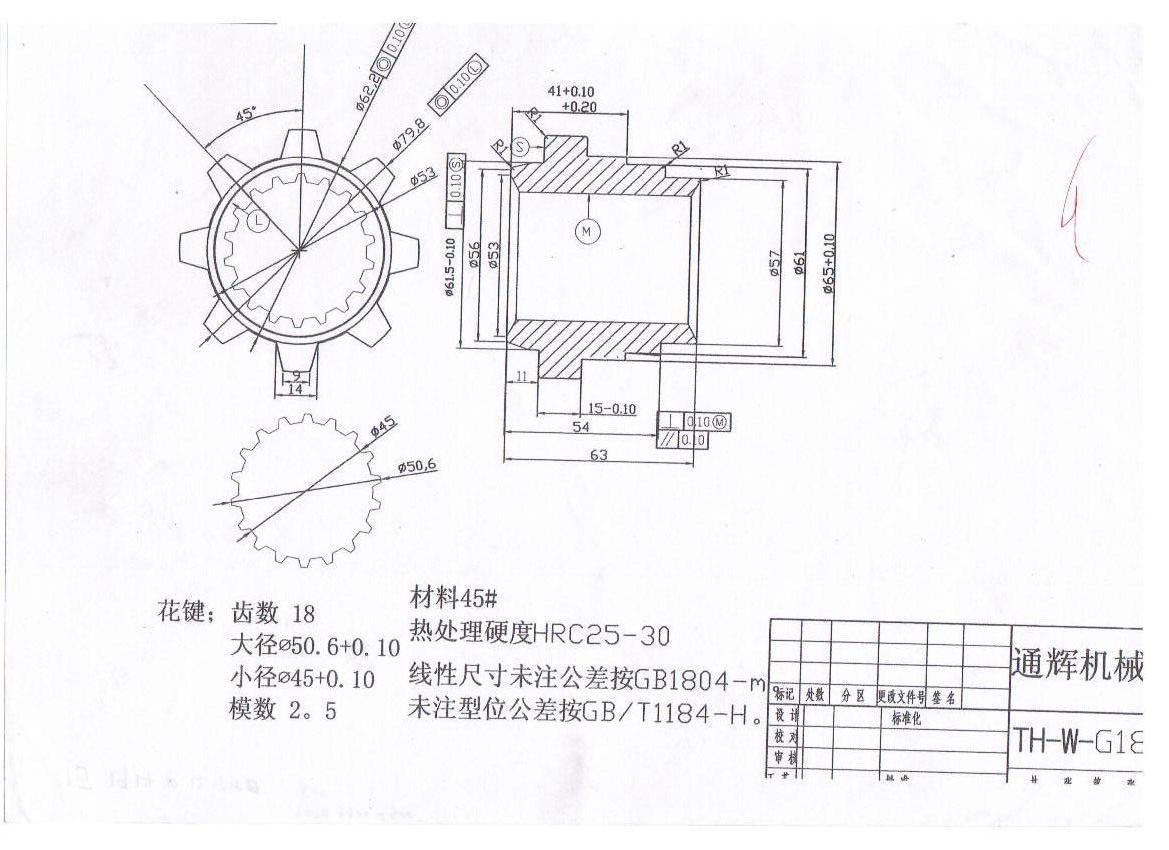 ø62.2
◎ 0.10
◎ 0.10 Ⓛ
45°
ø79.8
ø53
L
9
14
41+0.10
+0.20
R1
R1
S
R1
R1
M
⊥ 0.10 Ⓢ
ø61.5-0.10
ø56
ø53
ø57
ø61
ø65+0.10
11
15-0.10
54
63
⊥ 0.10 Ⓜ
// 0.10
ø45
ø50,6
花键; 齿数 18
大径ø50.6+0.10
小径ø45+0.10
模数 2。5
材料45#
热处理硬度HRC25-30
线性尺寸未注公差按GB1804-m。
未注型位公差按GB/T1184-H。
标记 处数 分 区 更改文件号 签 名
设 计 标准化
校 对
审 核
通辉机械
TH-W-G18